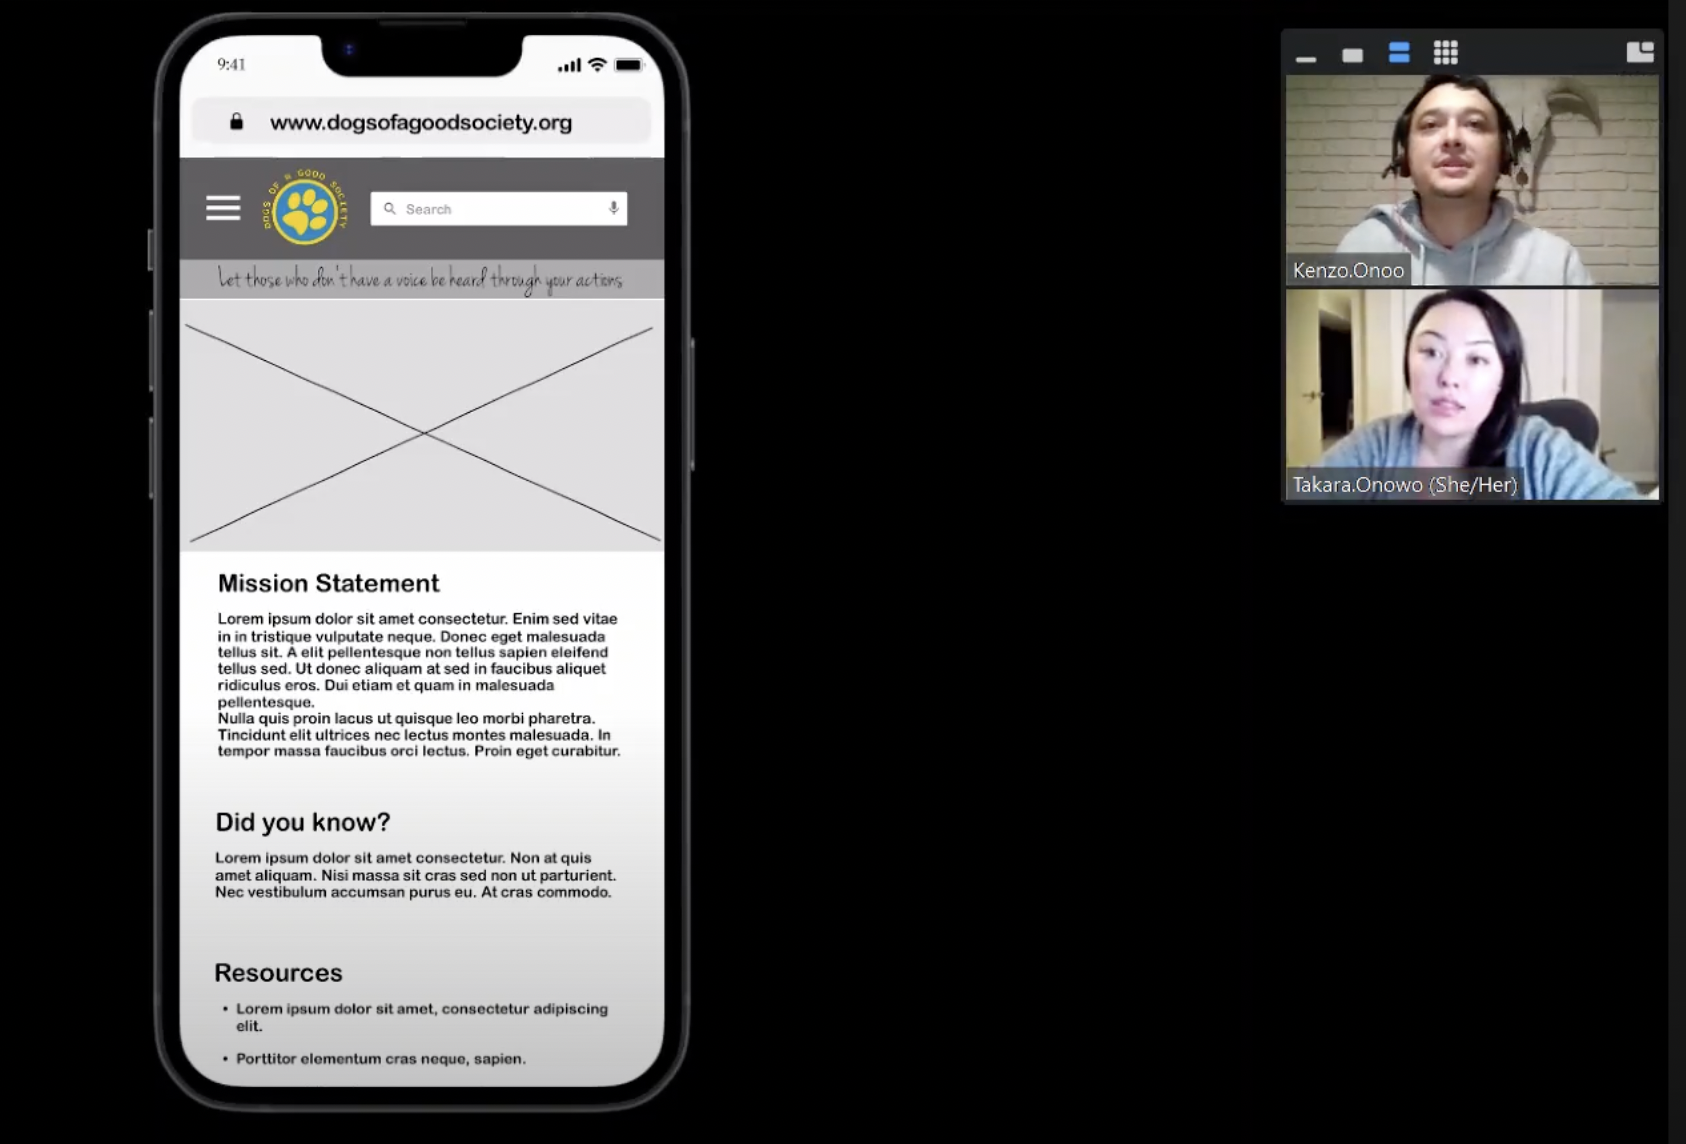 9:41
www.dogsofagoodsociety.org
DOGS OF a GOOD SOCIETY
Search
Let those who don't have a voice be heard through your actions
Mission Statement
Lorem ipsum dolor sit amet consectetur. Enim sed vitae
in in tristique vulputate neque. Donec eget malesuada
tellus sit. A elit pellentesque non tellus sapien eleifend
tellus sed. Ut donec aliquam at sed in faucibus aliquet
ridiculus eros. Dui etiam et quam in malesuada
pellentesque.
Nulla quis proin lacus ut quisque leo morbi pharetra.
Tincidunt elit ultrices nec lectus montes malesuada. In
tempor massa faucibus orci lectus. Proin eget curabitur.
Did you know?
Lorem ipsum dolor sit amet consectetur. Non at quis
amet aliquam. Nisi massa sit cras sed non ut parturient.
Nec vestibulum accumsan purus eu. At cras commodo.
Resources
• Lorem ipsum dolor sit amet, consectetur adipiscing
elit.
• Porttitor elementum cras neque, sapien.
Kenzo.Onoo
Takara.Onowo (She/Her)